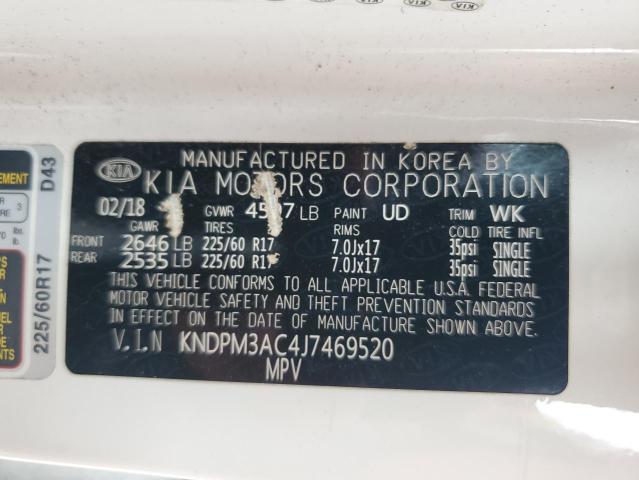 KIA
MANUFACTURED IN KOREA BY
KIA MOTORS CORPORATION
02/18 GVWR LB PAINT UD TRIM WK
GAWR TIRES RIMS COLD TIRE INFL
FRONT 2646 LB 225/60 R17 7.0Jx17 35psi SINGLE
REAR 2535 LB 225/60 R17 7.0Jx17 35psi SINGLE
THIS VEHICLE CONFORMS TO ALL APPLICABLE U.S.A. FEDERAL
MOTOR VEHICLE SAFETY AND THEFT PREVENTION STANDARDS
IN EFFECT ON THE DATE OF MANUFACTURE SHOWN ABOVE.
V.I.N KNDPM3AC4J7469520
MPV
225/60R17 D43